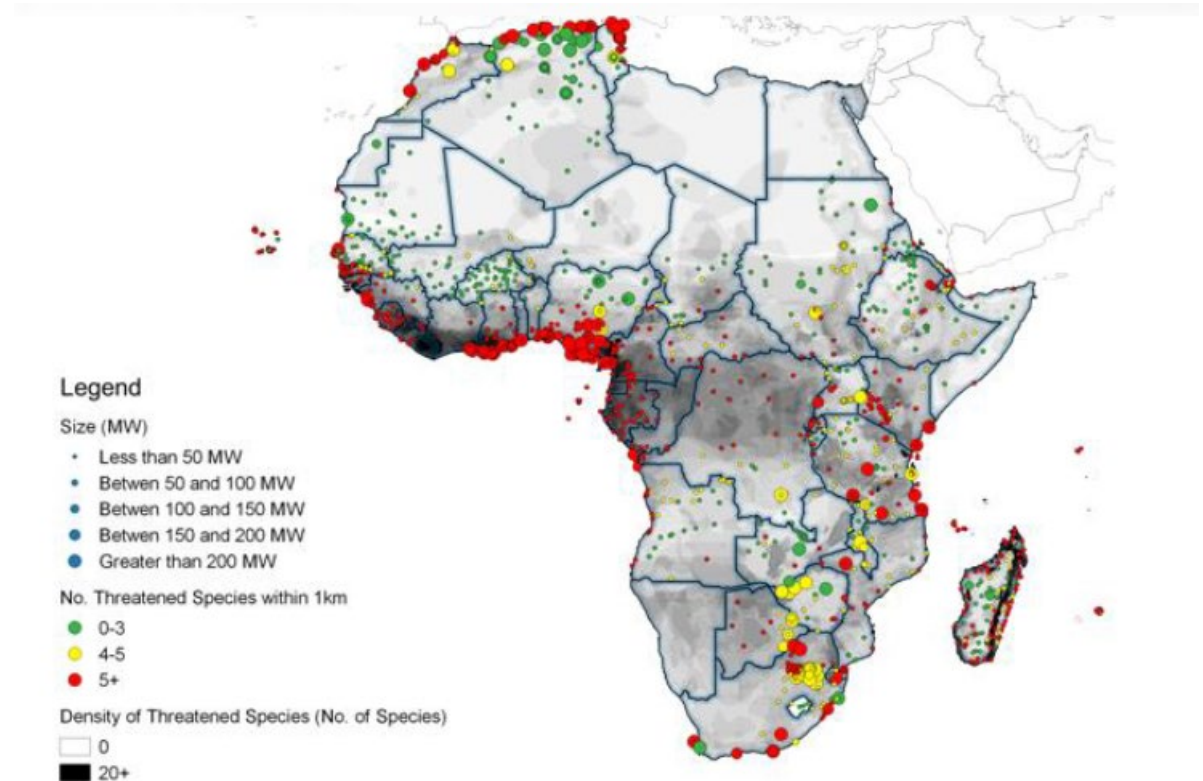 Legend
Size (MW)
Less than 50 MW
Betwen 50 and 100 MW
Between 100 and 150 MW
Betwen 150 and 200 MW
Greater than 200 MW
No. Threatened Species within 1km
0-3
4-5
5+
Density of Threatened Species (No. of Species)
0
20+